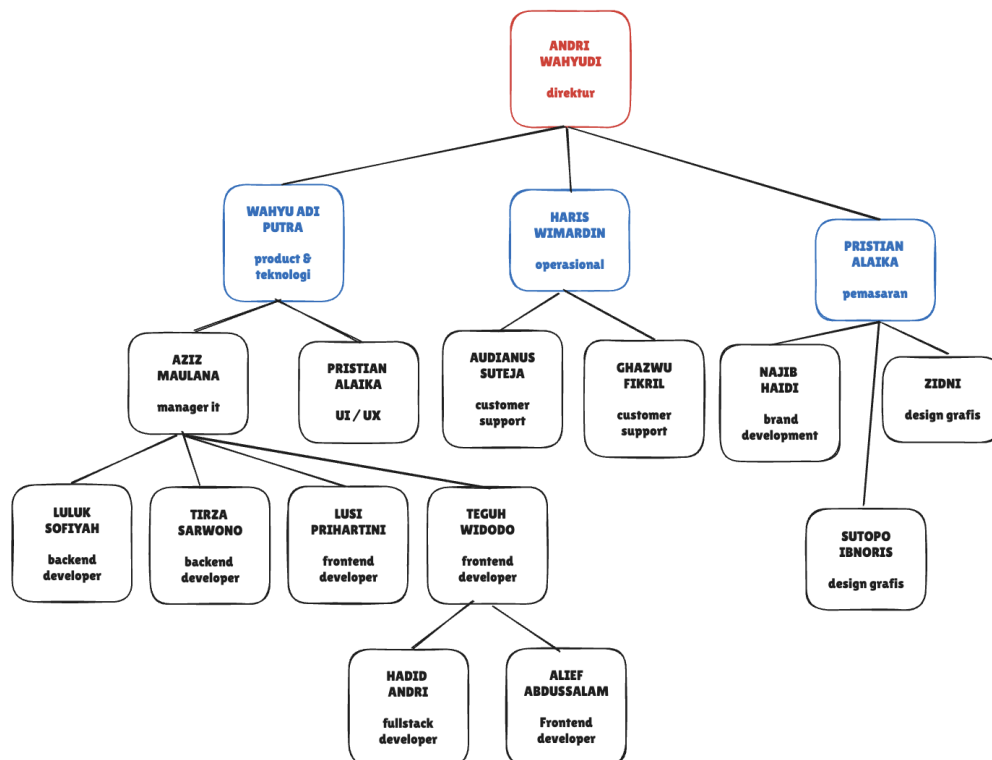 ANDRI
WAHYUDI
direktur
WAHYU ADI
PUTRA
product &
teknologi
HARIS
WIMARDIN
operasional
PRISTIAN
ALAIKA
pemasaran
AZIZ
MAULANA
manager it
PRISTIAN
ALAIKA
UI / UX
AUDIANUS
SUTEJA
customer
support
GHAZWU
FIKRIL
customer
support
NAJIB
HAIDI
brand
development
ZIDNI
design grafis
LULUK
SOFIYAH
backend
developer
TIRZA
SARWONO
backend
developer
LUSI
PRIHARTINI
frontend
developer
TEGUH
WIDODO
frontend
developer
SUTOPO
IBNORIS
design grafis
HADID
ANDRI
fullstack
developer
ALIEF
ABDUSSALAM
Frontend
developer